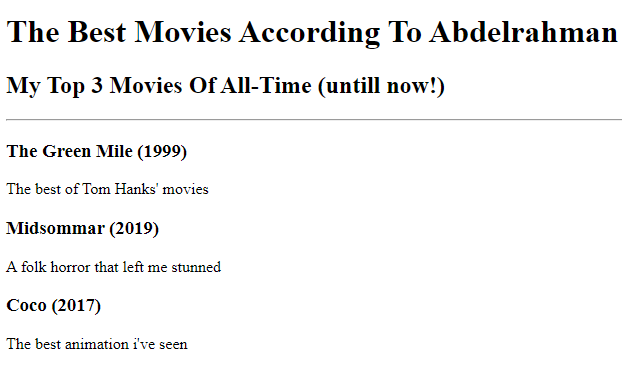 The Best Movies According To Abdelrahman
My Top 3 Movies Of All-Time (untill now!)
The Green Mile (1999)
The best of Tom Hanks' movies
Midsommar (2019)
A folk horror that left me stunned
Coco (2017)
The best animation i've seen